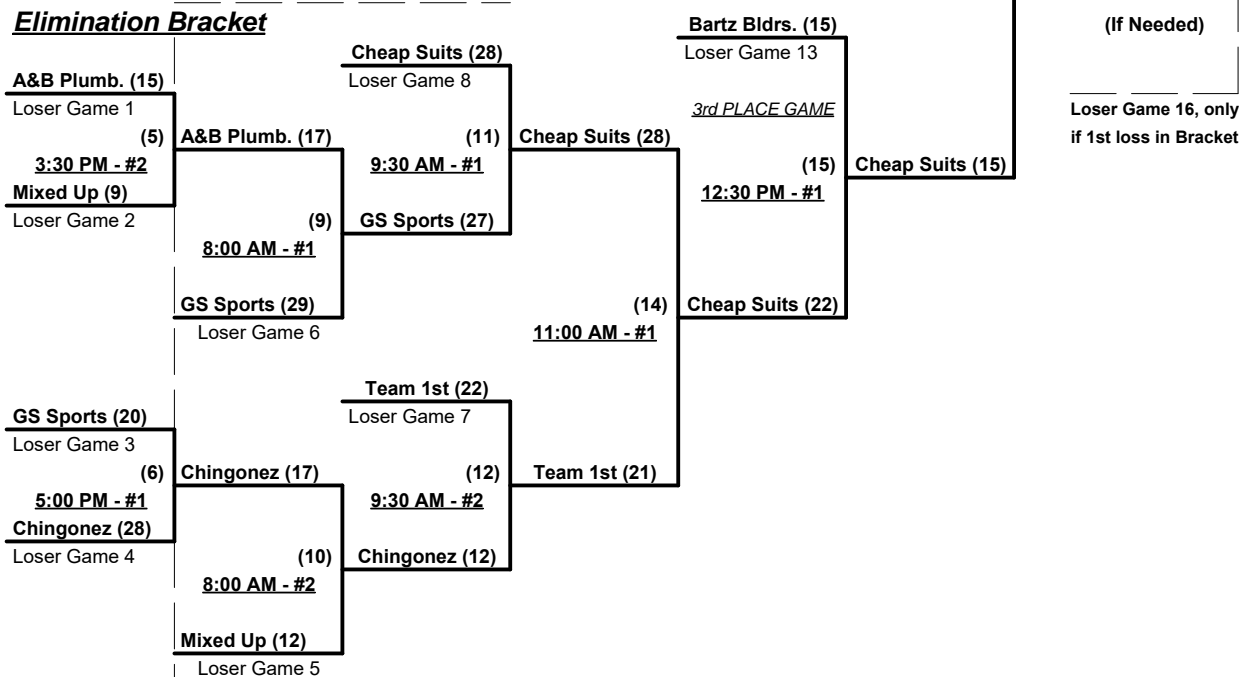 Elimination Bracket
Bartz Bldrs. (15)
(If Needed)
Cheap Suits (28)
Loser Game 13
A&B Plumb. (15)
Loser Game 8
Loser Game 1
3rd PLACE GAME
Loser Game 16, only
(5)
A&B Plumb. (17)
(11)
Cheap Suits (28)
if 1st loss in Bracket
3:30 PM - #2
9:30 AM - #1
(15)
Cheap Suits (15)
Mixed Up (9)
12:30 PM - #1
Loser Game 2
(9)
GS Sports (27)
8:00 AM - #1
GS Sports (29)
(14)
Cheap Suits (22)
Loser Game 6
11:00 AM - #1
Team 1st (22)
GS Sports (20)
Loser Game 7
Loser Game 3
(6)
Chingonez (17)
(12)
Team 1st (21)
5:00 PM - #1
9:30 AM - #2
Chingonez (28)
Loser Game 4
(10)
Chingonez (12)
8:00 AM - #2
Mixed Up (12)
Loser Game 5